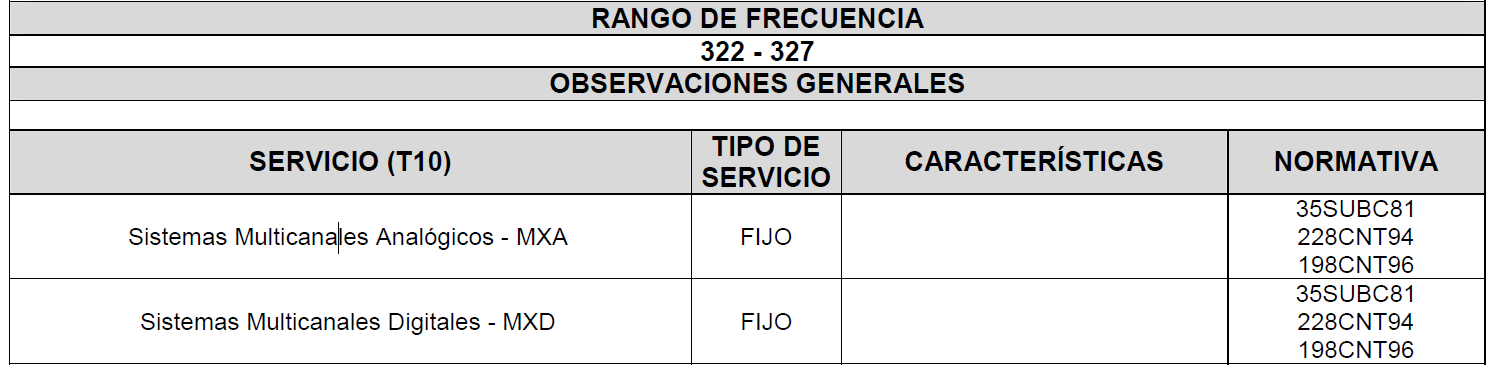 RANGO DE FRECUENCIA
322 - 327
OBSERVACIONES GENERALES
SERVICIO (T10)
TIPO DE
SERVICIO
CARACTERÍSTICAS
NORMATIVA
Sistemas Multicanales Analógicos - MXA
FIJO
35SUBC81
228CNT94
198CNT96
Sistemas Multicanales Digitales - MXD
FIJO
35SUBC81
228CNT94
198CNT96